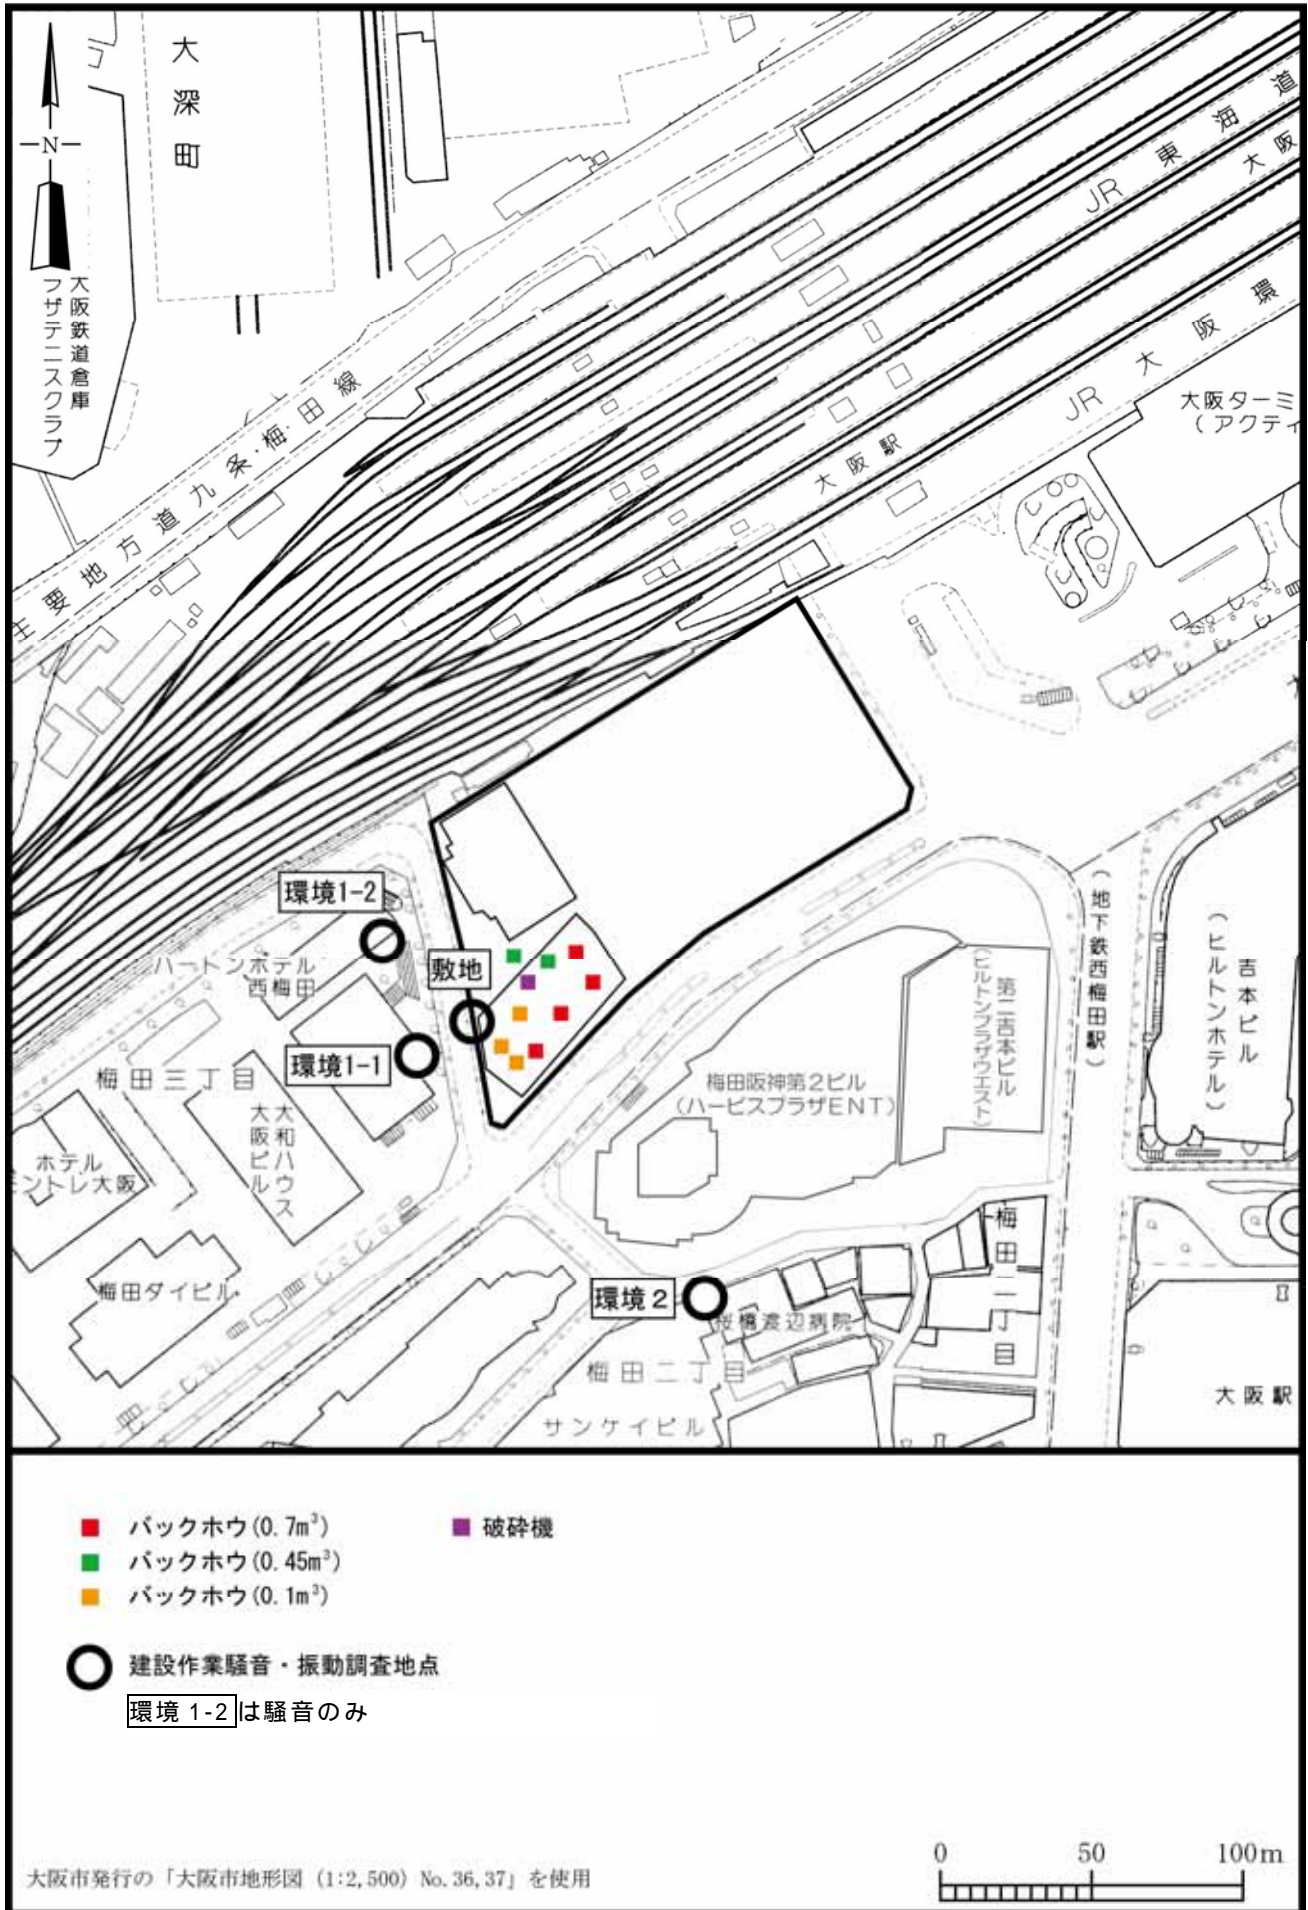 大深町
N
大阪鉄道倉庫
フザテニスクラブ
主要地方道九条・梅田線
JR 東海道
大阪
JR 大阪環
大阪駅
大阪ターミ
(アクティ
環境1-2
ハートンホテル
西梅田
敷地
環境1-1
梅田三丁目
大和ハウス
大阪ビル
ホテル
ントレ大阪
梅田ダイビル
梅田阪神第2ビル
(ハービスプラザENT)
第二吉本ビル
(ヒルトンプラザウエスト)
(地下鉄西梅田駅)
吉本ビル
(ヒルトンホテル)
環境2
桜橋渡辺病院
梅田二丁目
梅田二丁目
サンケイビル
大阪駅
バックホウ(0.7m³)
破砕機
バックホウ(0.45m³)
バックホウ(0.1m³)
建設作業騒音・振動調査地点
環境 1-2は騒音のみ
大阪市発行の「大阪市地形図 (1:2,500) No.36,37」を使用
0 50 100m